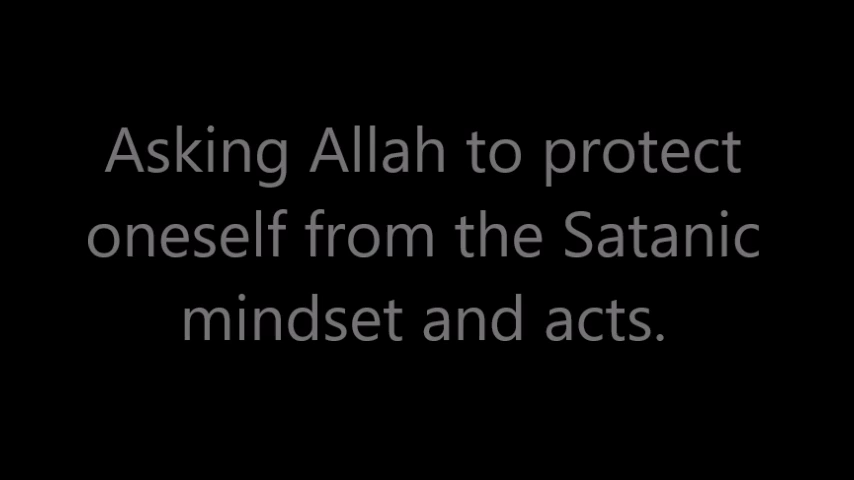 Asking Allah to protect
oneself from the Satanic
mindset and acts.